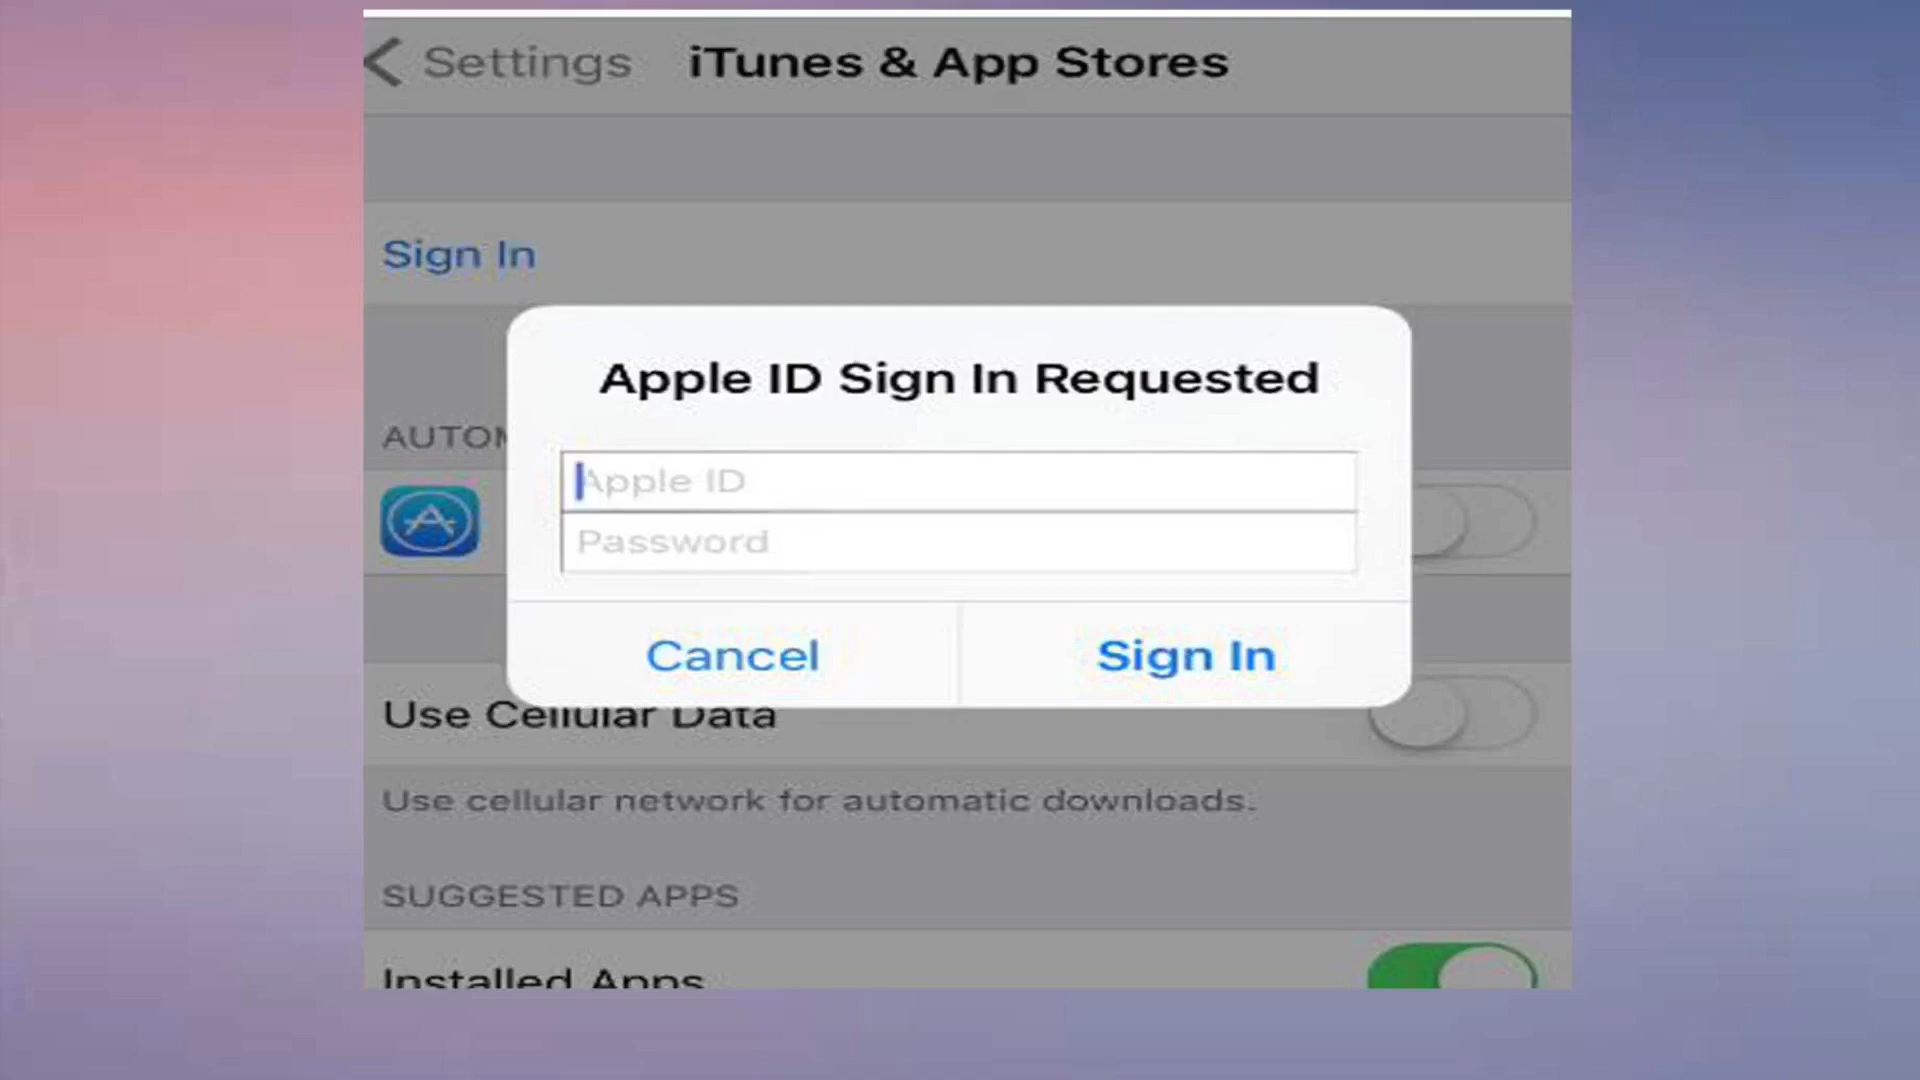 Settings iTunes & App Stores
Sign In
Apple ID Sign In Requested
Apple ID
Password
Cancel Sign In
Use Cellular Data
Use cellular network for automatic downloads.
SUGGESTED APPS
Installed Apps